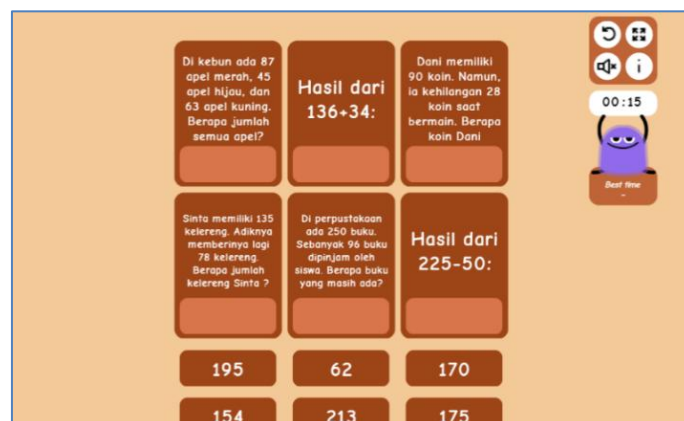 Di kebun ada 87
apel merah, 45
apel hijau, dan
63 apel kuning.
Berapa jumlah
semua apel?
Hasil dari
136+34:
Dani memiliki
90 koin. Namun,
ia kehilangan 28
koin saat
bermain. Berapa
koin Dani
00:15
Best time
-
Sinta memiliki 135
kelereng. Adiknya
memberinya lagi
78 kelereng.
Berapa jumlah
kelereng Sinta ?
Di perpustakaan
ada 250 buku.
Sebanyak 96 buku
dipinjam oleh
siswa. Berapa buku
yang masih ada?
Hasil dari
225-50:
195
62
170
154
213
175